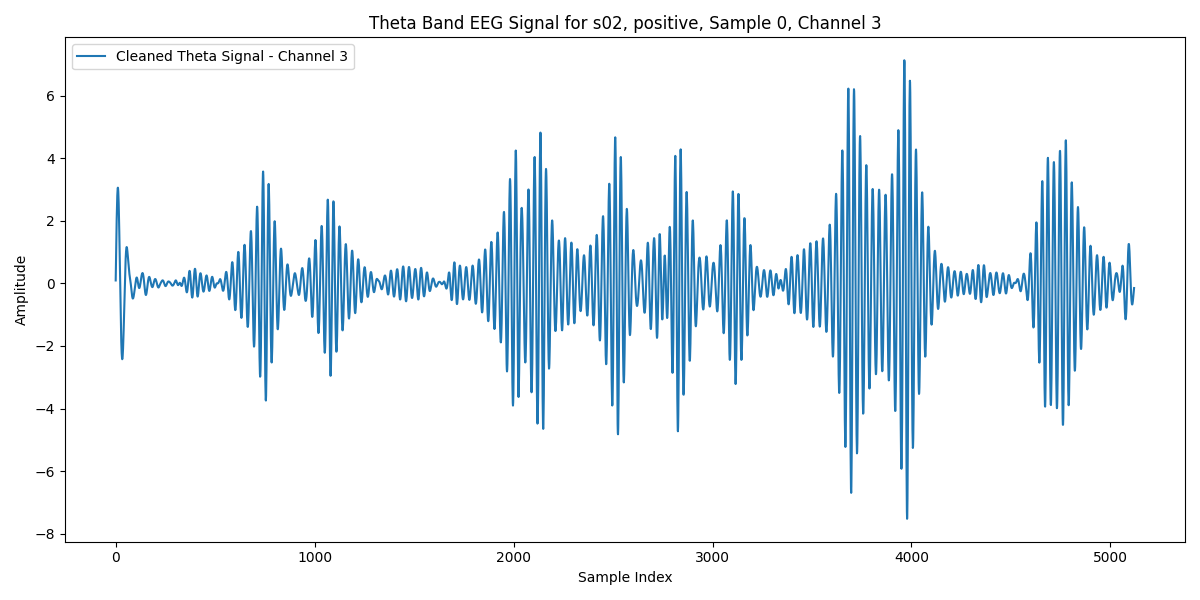 Theta Band EEG Signal for s02, positive, Sample 0, Channel 3
Cleaned Theta Signal - Channel 3
Amplitude
6
4
2
0
−2
−4
−6
−8
0 1000 2000 3000 4000 5000
Sample Index